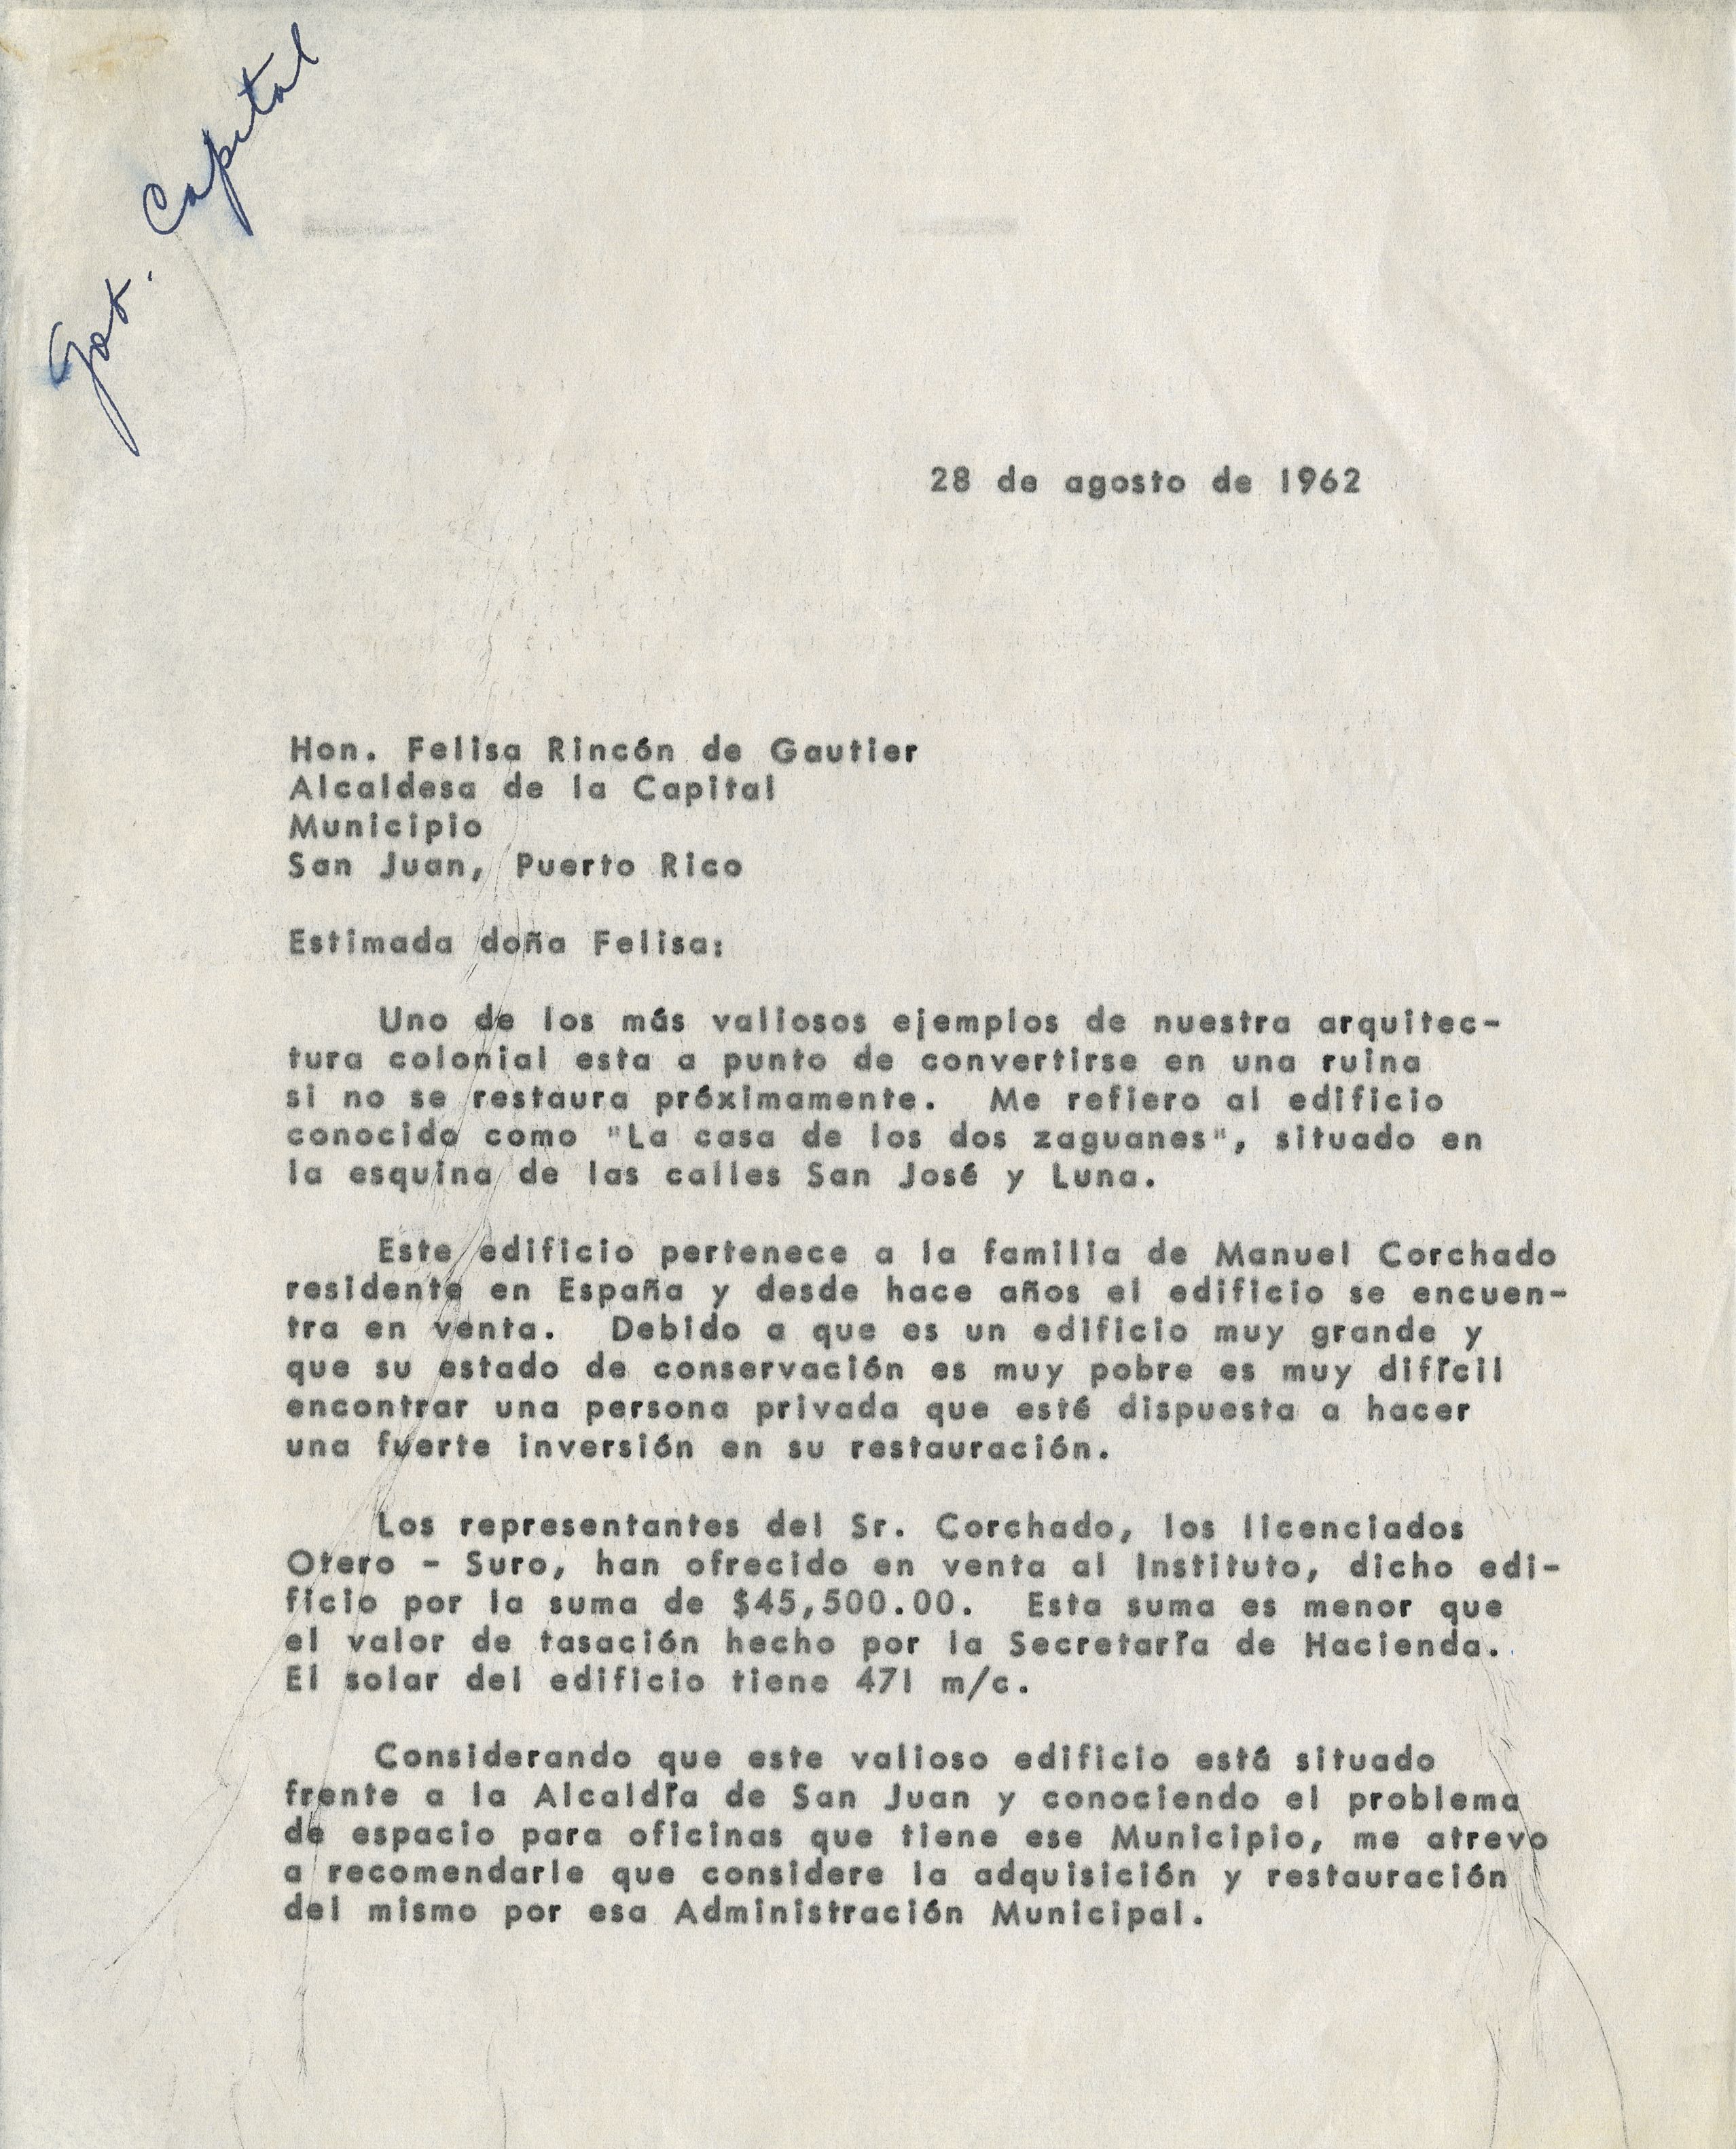 Gob. Capital
28 de agosto de 1962
Hon. Felisa Rincón de Gautier
Alcaldesa de la Capital
Municipio
San Juan, Puerto Rico
Estimada doña Felisa:
Uno de los más valiosos ejemplos de nuestra arquitec-
tura colonial esta a punto de convertirse en una ruina
si no se restaura próximamente. Me refiero al edificio
conocido como "La casa de los dos zaguanes", situado en
la esquina de las calles San José y Luna.
Este edificio pertenece a la familia de Manuel Corchado
residente en España y desde hace años el edificio se encuen-
tra en venta. Debido a que es un edificio muy grande y
que su estado de conservación es muy pobre es muy difícil
encontrar una persona privada que esté dispuesta a hacer
una fuerte inversión en su restauración.
Los representantes del Sr. Corchado, los licenciados
Otero - Suro, han ofrecido en venta al Instituto, dicho edi-
ficio por la suma de $45,500.00. Esta suma es menor que
el valor de tasación hecho por la Secretaría de Hacienda.
El solar del edificio tiene 471 m/c.
Considerando que este valioso edificio está situado
frente a la Alcaldía de San Juan y conociendo el problema
de espacio para oficinas que tiene ese Municipio, me atrevo
a recomendarle que considere la adquisición y restauración
del mismo por esa Administración Municipal.